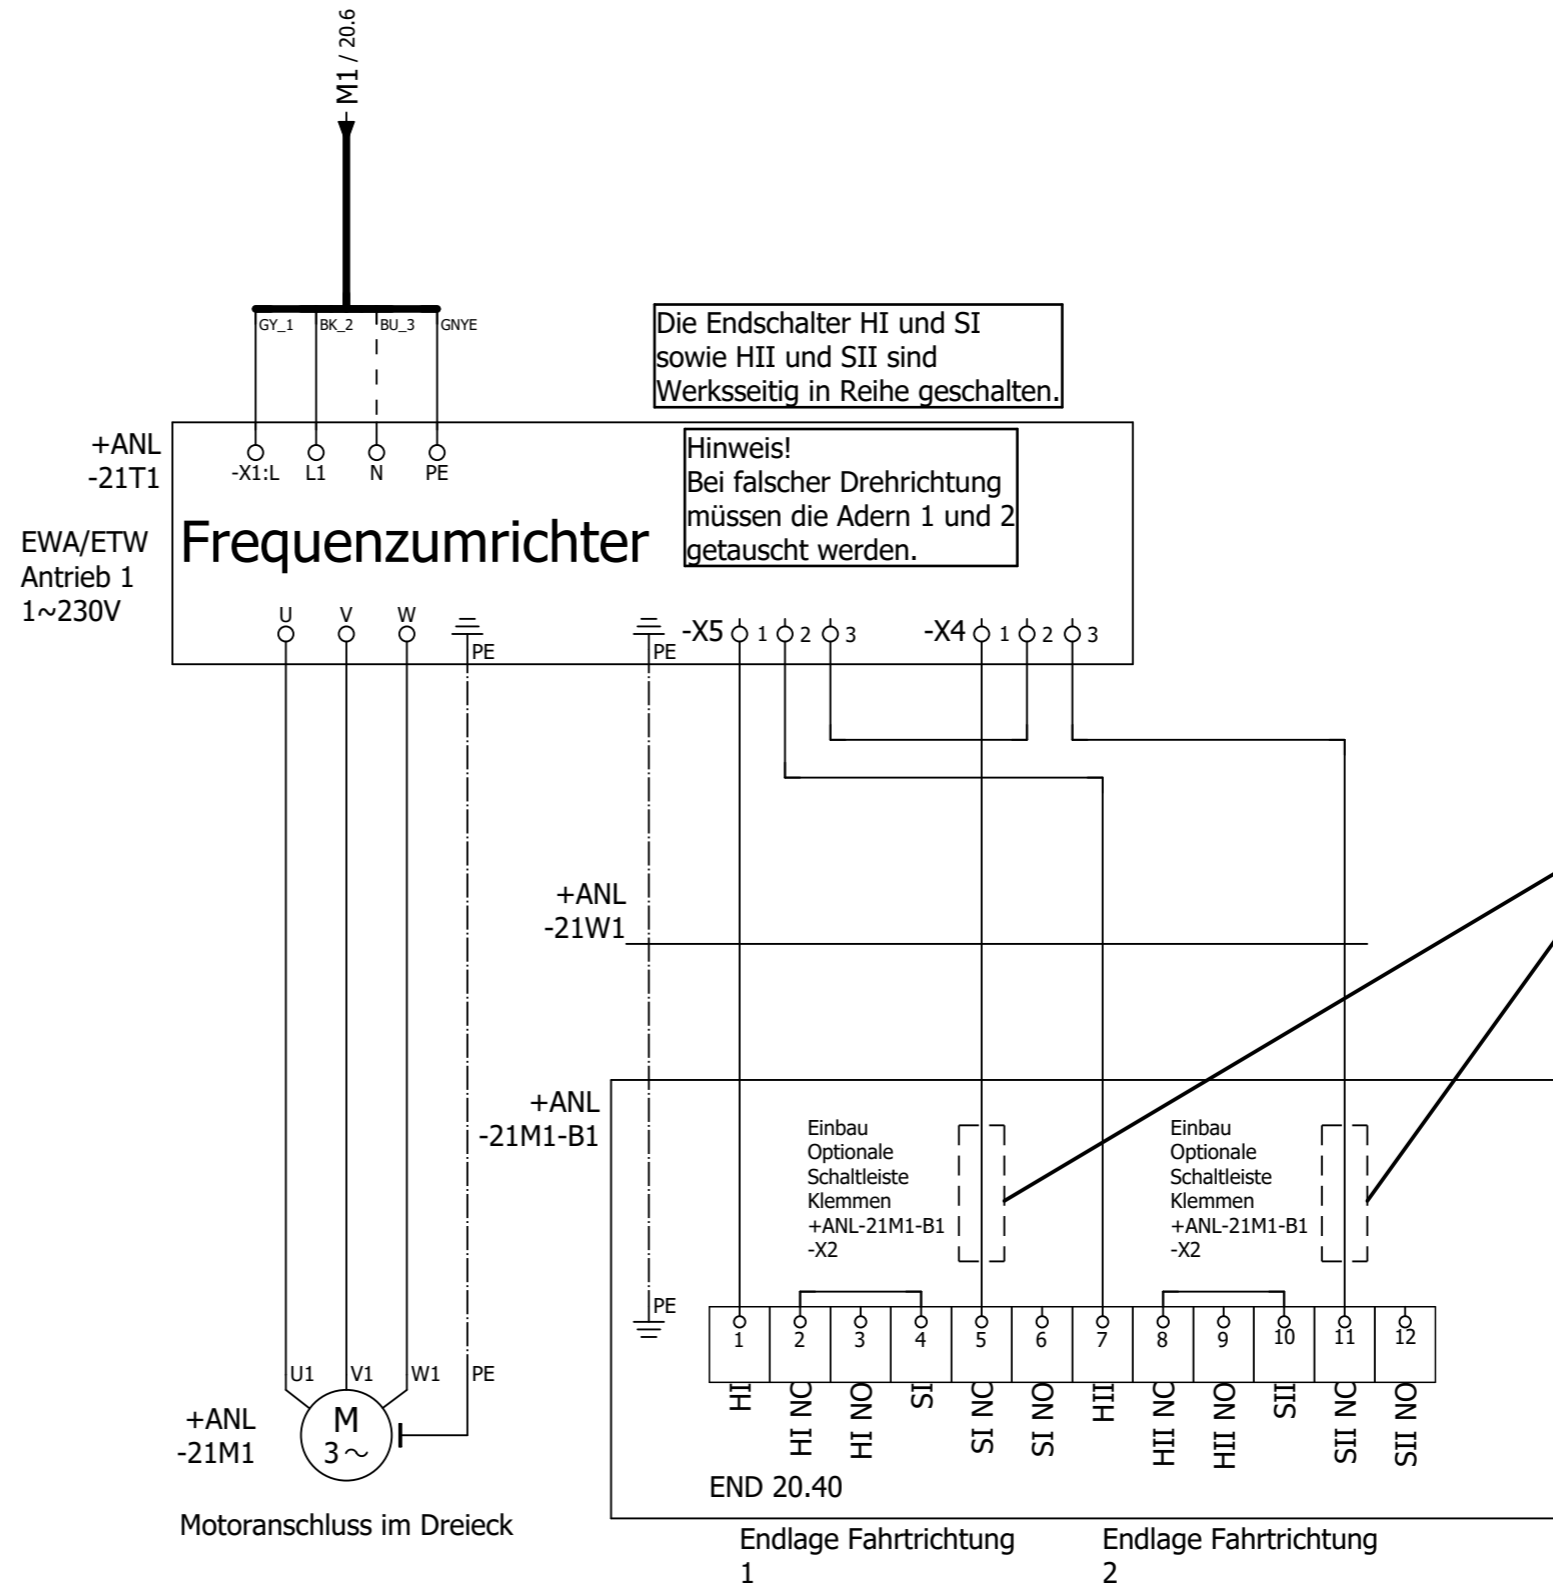 M1 / 20.6
GY_1 BK_2 BU_3 GNYE
Die Endschalter HI und SI
sowie HII und SII sind
Werksseitig in Reihe geschalten.
+ANL
-21T1
-X1:L L1 N PE
Hinweis!
Bei falscher Drehrichtung
müssen die Adern 1 und 2
getauscht werden.
EWA/ETW
Antrieb 1
1~230V
Frequenzumrichter
U V W PE
PE
-X5 1 2 3
-X4 1 2 3
+ANL
-21W1
+ANL
-21M1-B1
Einbau
Optionale
Schaltleiste
Klemmen
+ANL-21M1-B1
-X2
Einbau
Optionale
Schaltleiste
Klemmen
+ANL-21M1-B1
-X2
PE
1 2 3 4 5 6 7 8 9 10 11 12
HI
HI NC
HI NO
SI
SI NC
SI NO
HII
HII NC
HII NO
SII
SII NC
SII NO
U1 V1 W1 PE
+ANL
-21M1
M
3~
END 20.40
Motoranschluss im Dreieck
Endlage Fahrtrichtung
1
Endlage Fahrtrichtung
2